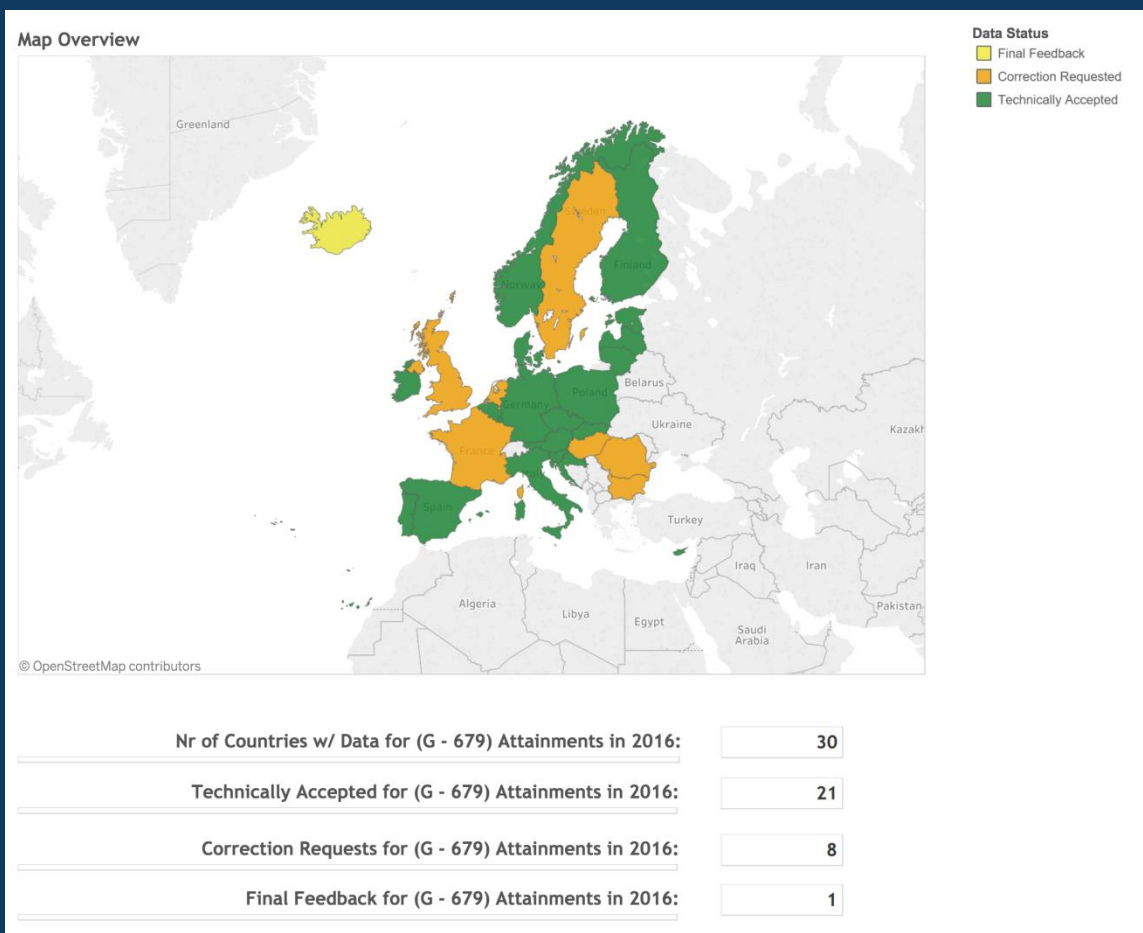 Map Overview
Data Status
Final Feedback
Correction Requested
Technically Accepted
Greenland
Sweden
Finland
Norway
Belarus
Poland
Germany
Ukraine
Kazakh
France
Spain
Turkey
Iraq
Iran
Algeria
Libya
Egypt
Pakistan
Saudi
Arabia
© OpenStreetMap contributors
Nr of Countries w/ Data for (G - 679) Attainments in 2016: 30
Technically Accepted for (G - 679) Attainments in 2016: 21
Correction Requests for (G - 679) Attainments in 2016: 8
Final Feedback for (G - 679) Attainments in 2016: 1